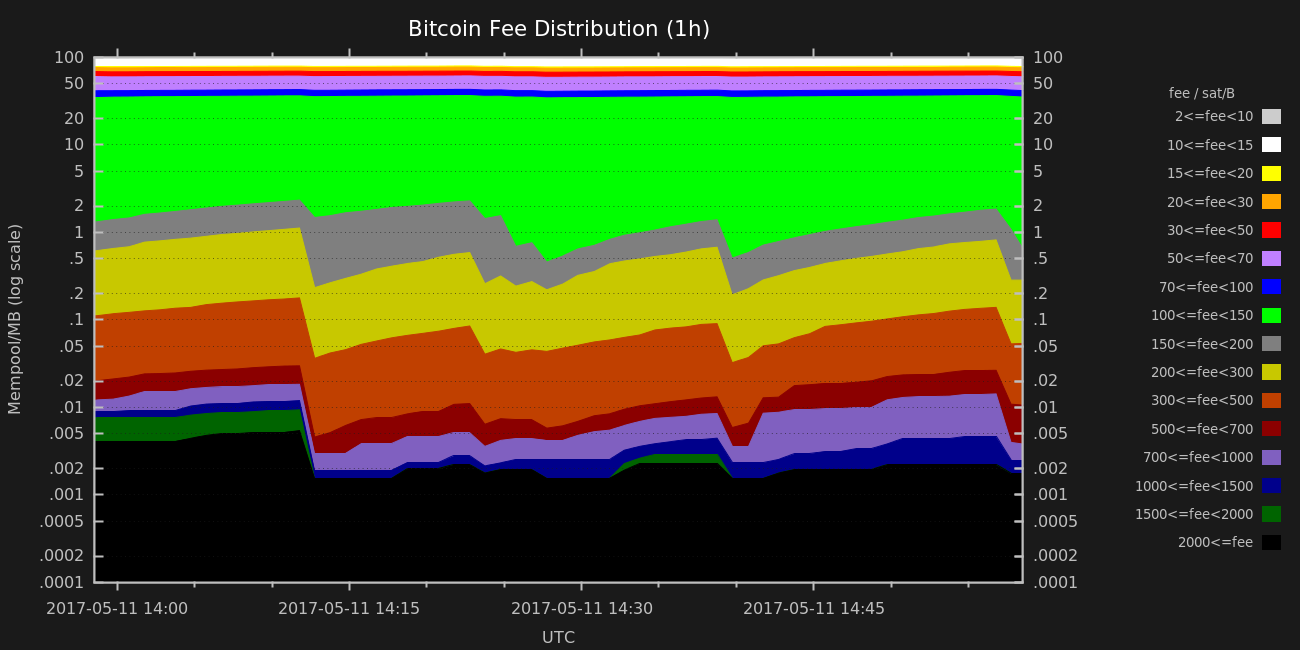 Bitcoin Fee Distribution (1h)
Mempool/MB (log scale)
100
50
20
10
5
2
1
.5
.2
.1
.05
.02
.01
.005
.002
.001
.0005
.0002
.0001
100
50
20
10
5
2
1
.5
.2
.1
.05
.02
.01
.005
.002
.001
.0005
.0002
.0001
2017-05-11 14:00 2017-05-11 14:15 2017-05-11 14:30 2017-05-11 14:45
UTC
fee / sat/B
2<=fee<10
10<=fee<15
15<=fee<20
20<=fee<30
30<=fee<50
50<=fee<70
70<=fee<100
100<=fee<150
150<=fee<200
200<=fee<300
300<=fee<500
500<=fee<700
700<=fee<1000
1000<=fee<1500
1500<=fee<2000
2000<=fee